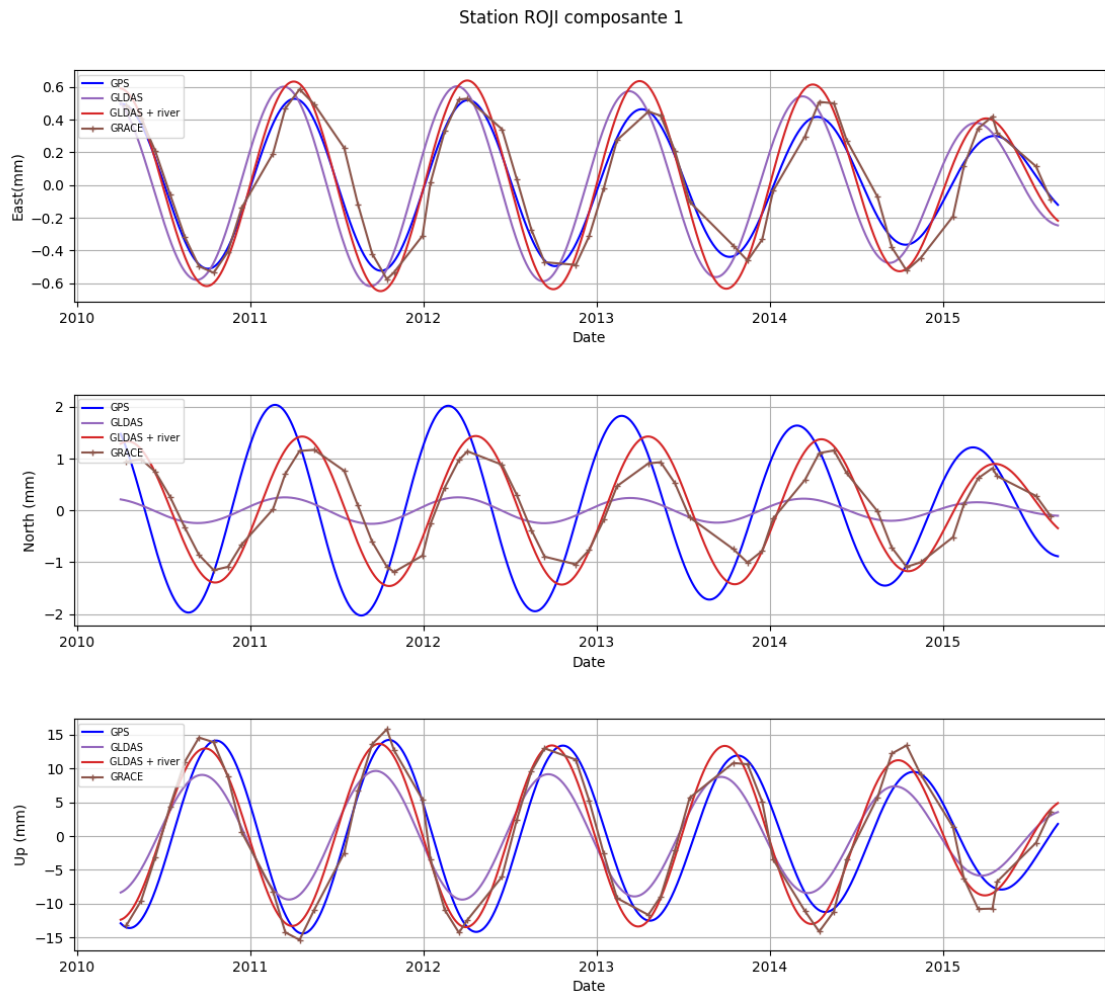 Station ROJI composante 1
GPS
GLDAS
GLDAS + river
GRACE
East(mm)
0.6
0.4
0.2
0.0
−0.2
−0.4
−0.6
2010 2011 2012 2013 2014 2015
Date
GPS
GLDAS
GLDAS + river
GRACE
North (mm)
2
1
0
−1
−2
2010 2011 2012 2013 2014 2015
Date
GPS
GLDAS
GLDAS + river
GRACE
Up (mm)
15
10
5
0
−5
−10
−15
2010 2011 2012 2013 2014 2015
Date